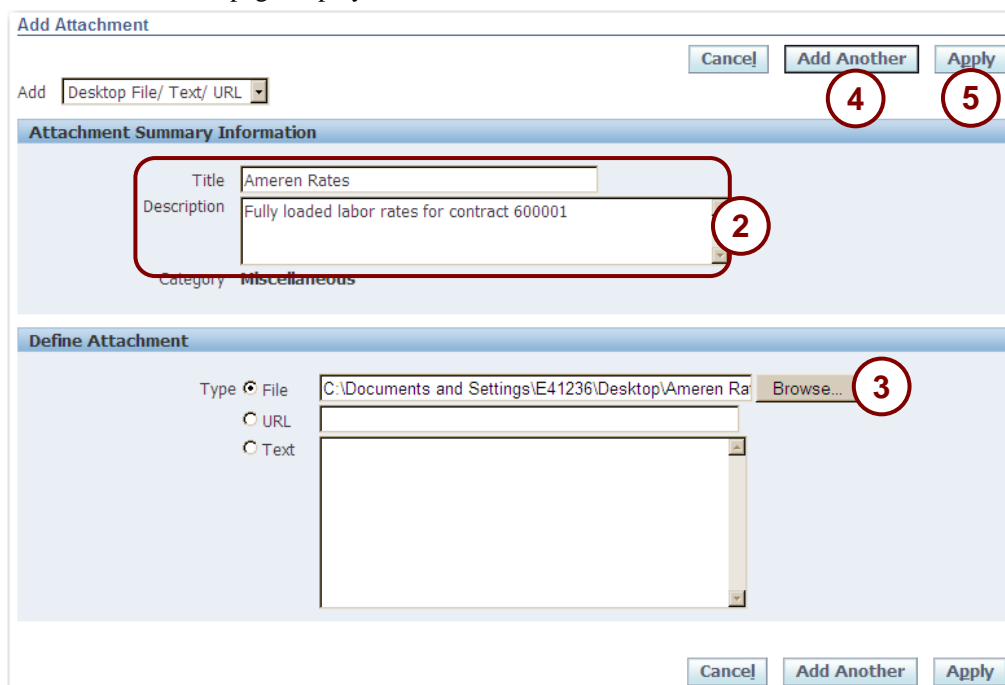 Add Attachment
Cancel Add Another Apply
Add Desktop File/ Text/ URL
4 5
Attachment Summary Information
Title Ameren Rates
Description Fully loaded labor rates for contract 600001
2
Category Miscellaneous
Define Attachment
Type File C:\Documents and Settings\E41236\Desktop\Ameren Ra Browse... 3
URL
Text
Cancel Add Another Apply